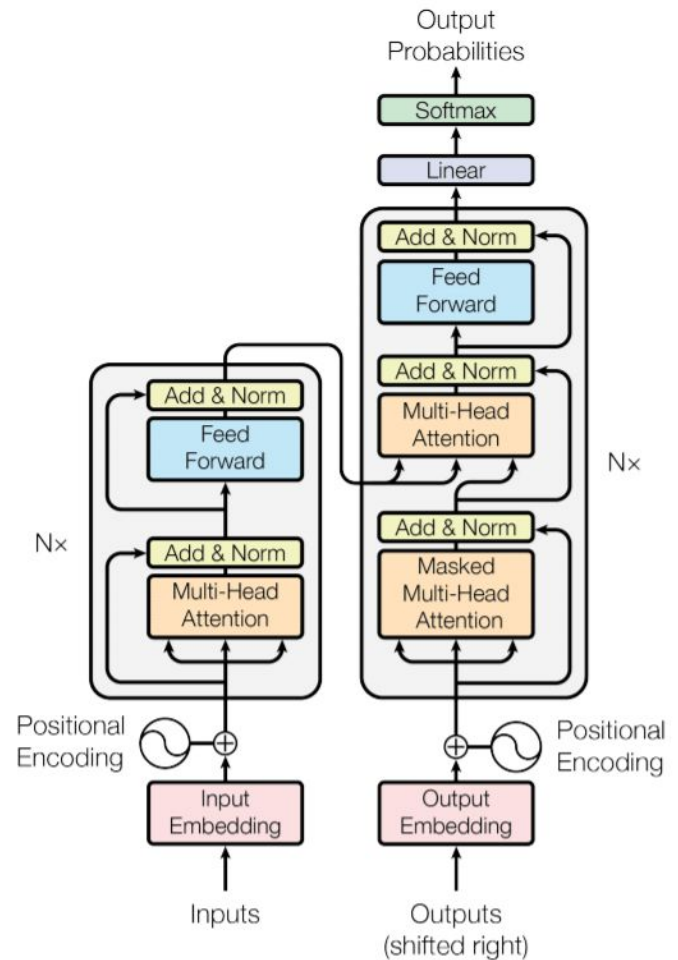 Output
Probabilities
Softmax
Linear
Add & Norm
Feed
Forward
Add & Norm
Multi-Head
Attention
Add & Norm
Masked
Multi-Head
Attention
Nx
Add & Norm
Feed
Forward
Add & Norm
Multi-Head
Attention
Nx
Positional
Encoding
Positional
Encoding
Input
Embedding
Output
Embedding
Inputs
Outputs
(shifted right)